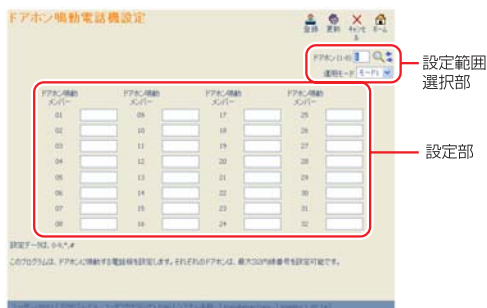 ドアホン鳴動電話機設定
登録 更新 キャンセル ホーム
ドアホン(1-8) 1
運用モード モード1
設定範囲
選択部
ドアホン鳴動メンバー ドアホン鳴動メンバー ドアホン鳴動メンバー ドアホン鳴動メンバー
01 09 17 25
02 10 18 26
03 11 19 27
04 12 20 28
05 13 21 29
06 14 22 30
07 15 23 31
08 16 24 32
設定部
設定データは、0-9,*,#
このプログラムは、ドアホンに鳴動する電話機を設定します。それぞれのドアホンは、最大32内線番号を設定可能です。